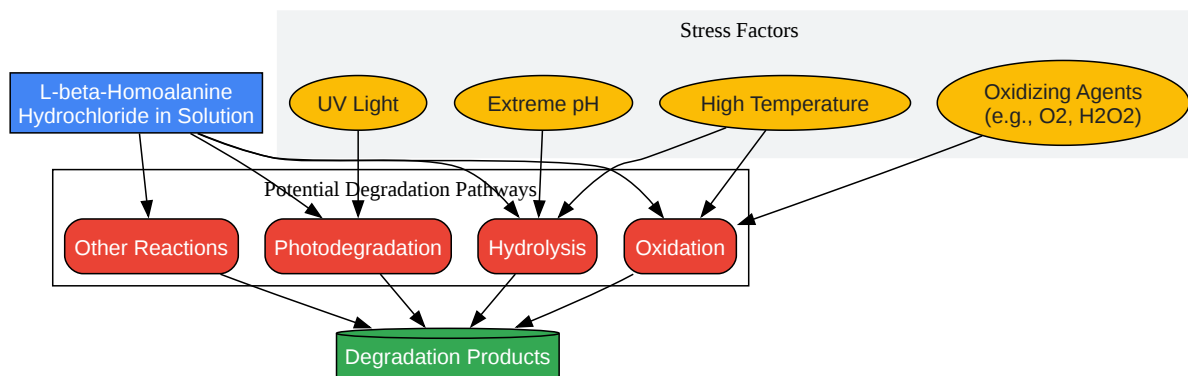 Stress Factors
L-beta-Homoalanine
Hydrochloride in Solution
UV Light
Extreme pH
High Temperature
Oxidizing Agents
(e.g., O2, H2O2)
Potential Degradation Pathways
Other Reactions
Photodegradation
Hydrolysis
Oxidation
Degradation Products